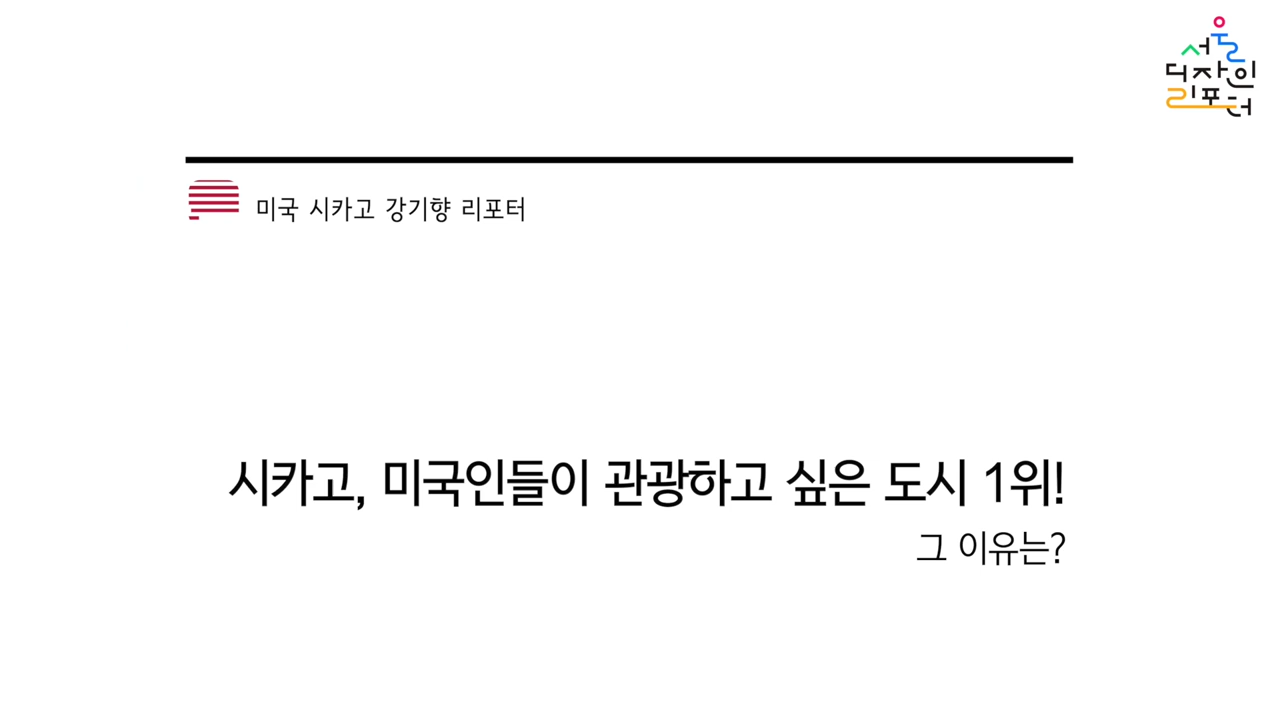 서울
디자인
리포터
미국 시카고 강기향 리포터
시카고, 미국인들이 관광하고 싶은 도시 1위!
그 이유는?